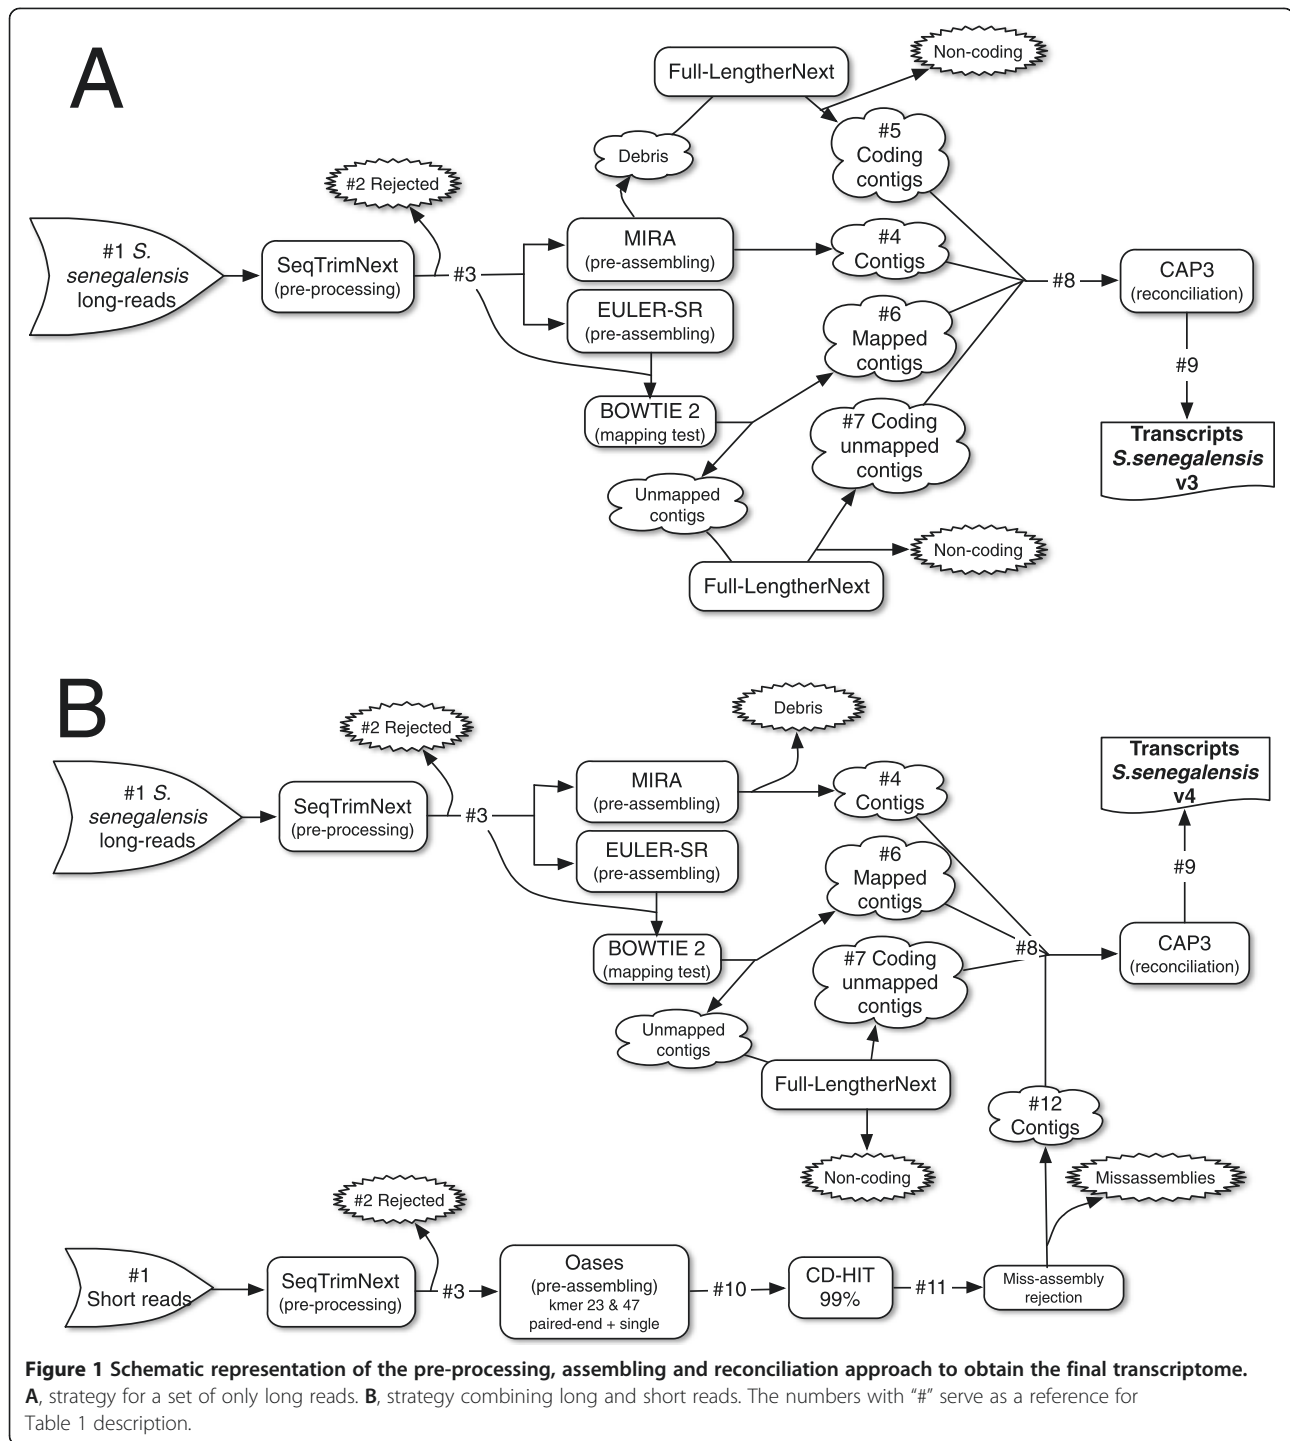 A
Full-LengtherNext
Non-coding
Debris
#5
Coding
contigs
#2 Rejected
#1 S.
senegalensis
long-reads
SeqTrimNext
(pre-processing)
#3
MIRA
(pre-assembling)
#4
Contigs
EULER-SR
(pre-assembling)
#6
Mapped
contigs
#8
CAP3
(reconciliation)
#9
BOWTIE 2
(mapping test)
#7 Coding
unmapped
contigs
Transcripts
S.senegalensis
v3
Unmapped
contigs
Non-coding
Full-LengtherNext
B
#2 Rejected
Debris
#1 S.
senegalensis
long-reads
SeqTrimNext
(pre-processing)
#3
MIRA
(pre-assembling)
#4
Contigs
Transcripts
S.senegalensis
v4
EULER-SR
(pre-assembling)
#6
Mapped
contigs
#9
BOWTIE 2
(mapping test)
#7 Coding
unmapped
contigs
#8
CAP3
(reconciliation)
Unmapped
contigs
Full-LengtherNext
#12
Contigs
Non-coding
Missassemblies
#2 Rejected
#1
Short reads
SeqTrimNext
(pre-processing)
#3
Oases
(pre-assembling)
kmer 23 & 47
paired-end + single
#10
CD-HIT
99%
#11
Miss-assembly
rejection
Figure 1 Schematic representation of the pre-processing, assembling and reconciliation approach to obtain the final transcriptome.
A, strategy for a set of only long reads. B, strategy combining long and short reads. The numbers with “#” serve as a reference for
Table 1 description.